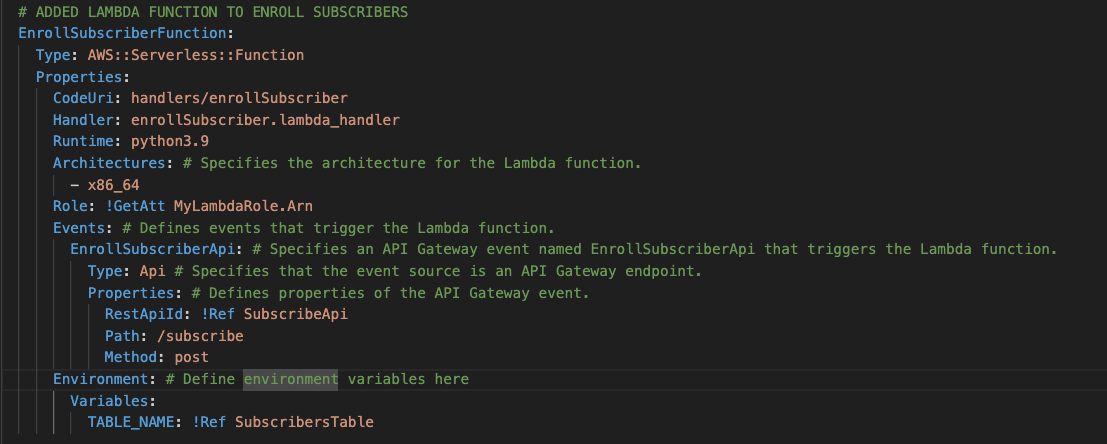 # ADDED LAMBDA FUNCTION TO ENROLL SUBSCRIBERS
EnrollSubscriberFunction:
Type: AWS::Serverless::Function
Properties:
CodeUri: handlers/enrollSubscriber
Handler: enrollSubscriber.lambda_handler
Runtime: python3.9
Architectures: # Specifies the architecture for the Lambda function.
- x86_64
Role: !GetAtt MyLambdaRole.Arn
Events: # Defines events that trigger the Lambda function.
EnrollSubscriberApi: # Specifies an API Gateway event named EnrollSubscriberApi that triggers the Lambda function.
Type: Api # Specifies that the event source is an API Gateway endpoint.
Properties: # Defines properties of the API Gateway event.
RestApiId: !Ref SubscribeApi
Path: /subscribe
Method: post
Environment: # Define environment variables here
Variables:
TABLE_NAME: !Ref SubscribersTable